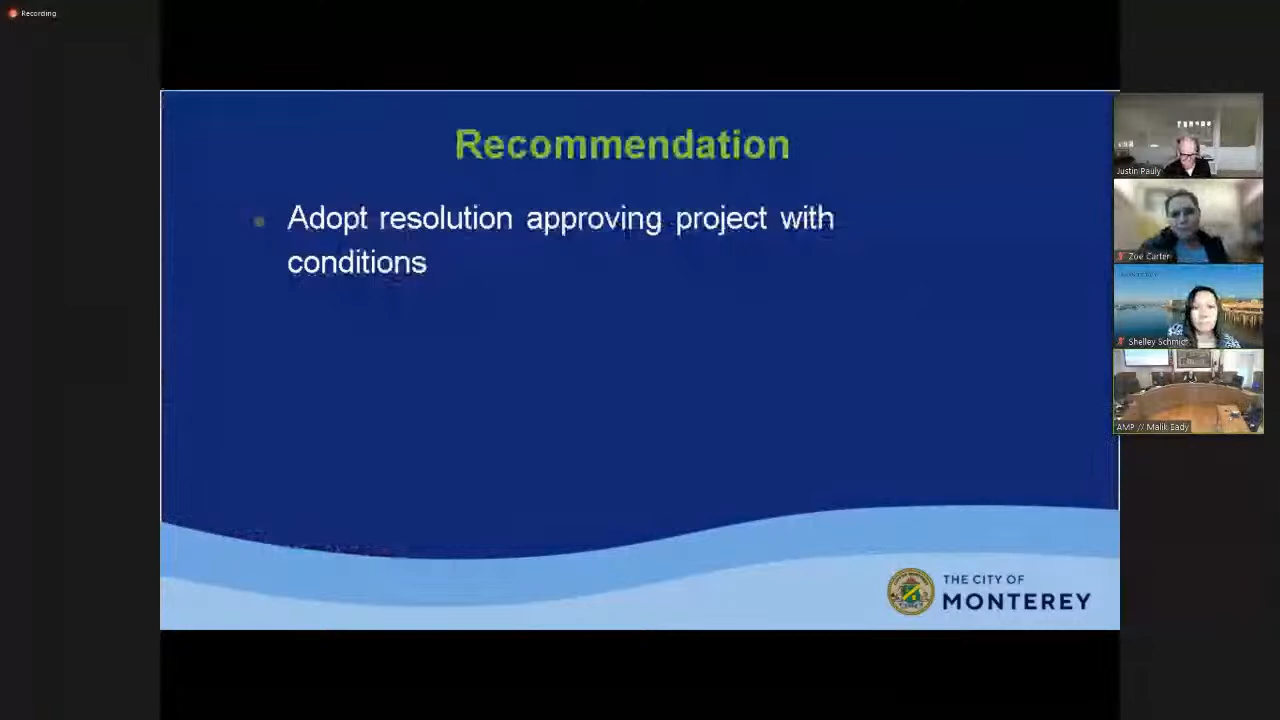 Recording
Recommendation
Adopt resolution approving project with
conditions
THE CITY OF
MONTEREY
Justin Pauly
Zoe Carter
Shelley Schmidt
AMP // Malik Eady